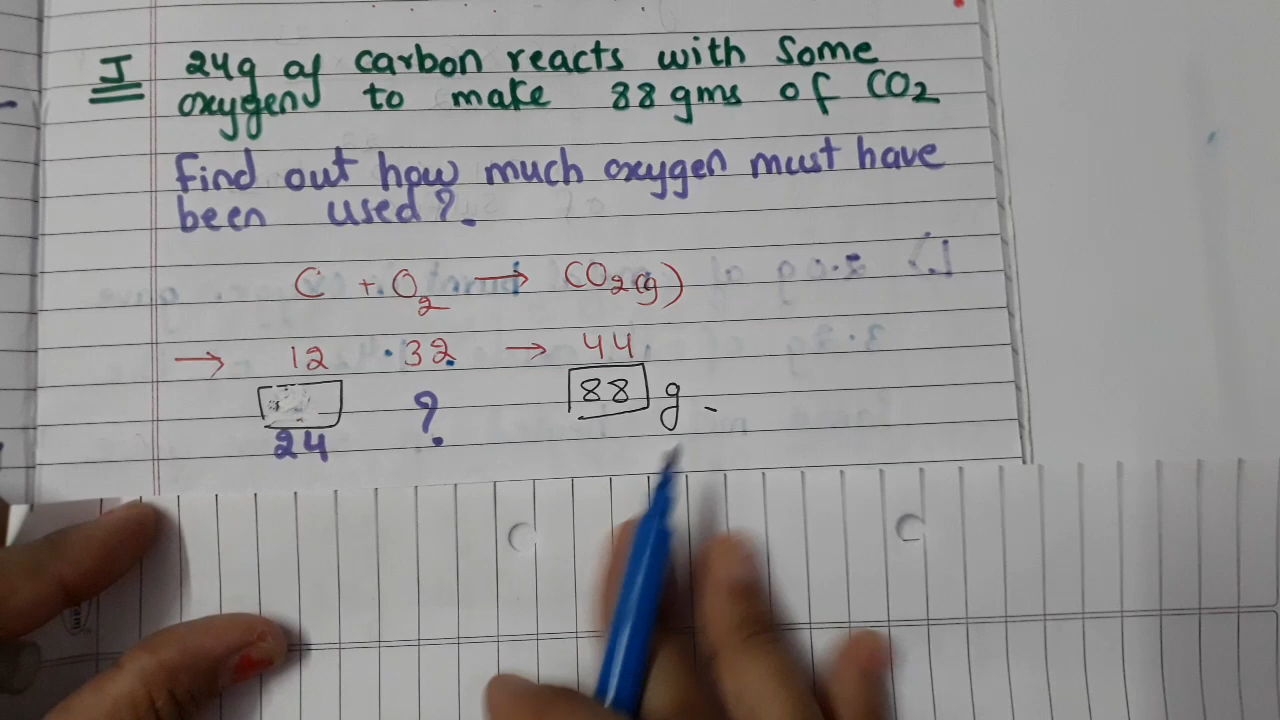 I 24g of carbon reacts with Some
oxygen to make 88 gms of CO2
Find out how much oxygen must have
been used?.
C + O2 → CO2(g)
→ 12 · 32. → 44.
88 g.
24 ?